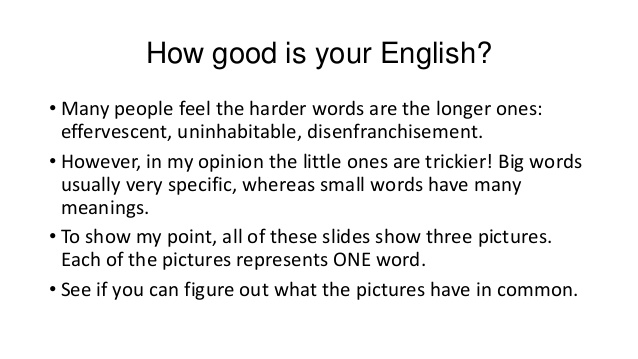 How good is your English?
• Many people feel the harder words are the longer ones:
effervescent, uninhabitable, disenfranchisement.
• However, in my opinion the little ones are trickier! Big words
usually very specific, whereas small words have many
meanings.
• To show my point, all of these slides show three pictures.
Each of the pictures represents ONE word.
• See if you can figure out what the pictures have in common.